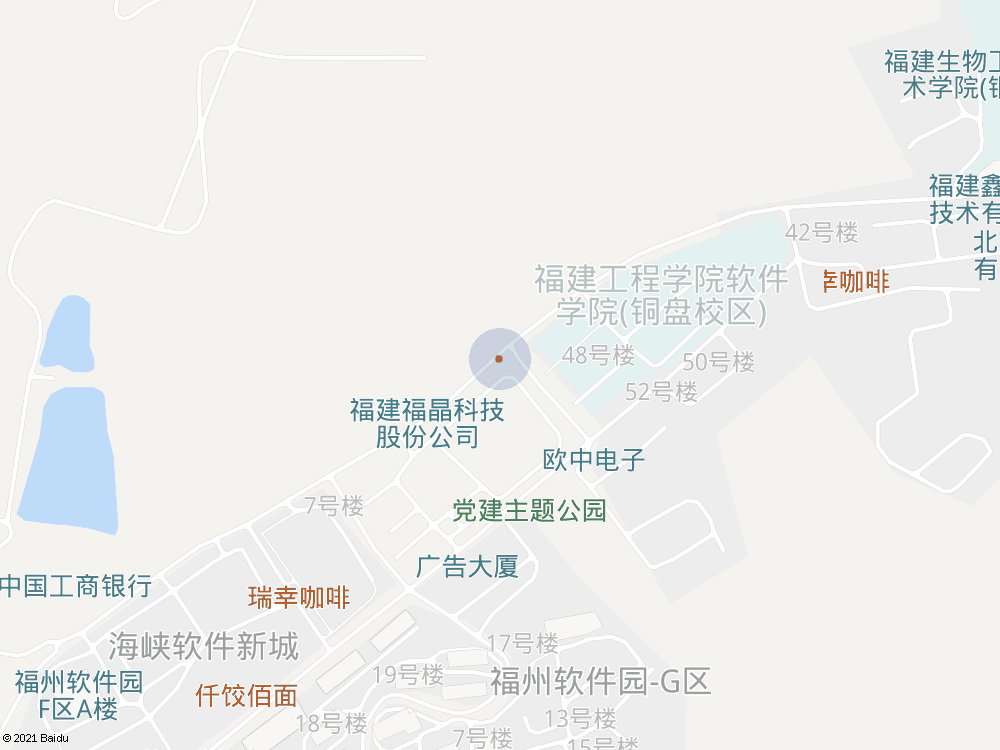 福建生物工
术学院(铜
福建鑫
技术有
北
有
42号楼
幸咖啡
福建工程学院软件
学院(铜盘校区)
48号楼
50号楼
52号楼
福建福晶科技
股份公司
欧中电子
7号楼
党建主题公园
广告大厦
中国工商银行
瑞幸咖啡
海峡软件新城
17号楼
19号楼
福州软件园-G区
福州软件园
F区A楼
仟饺佰面
18号楼
13号楼
7号楼
15号楼
© 2021 Baidu